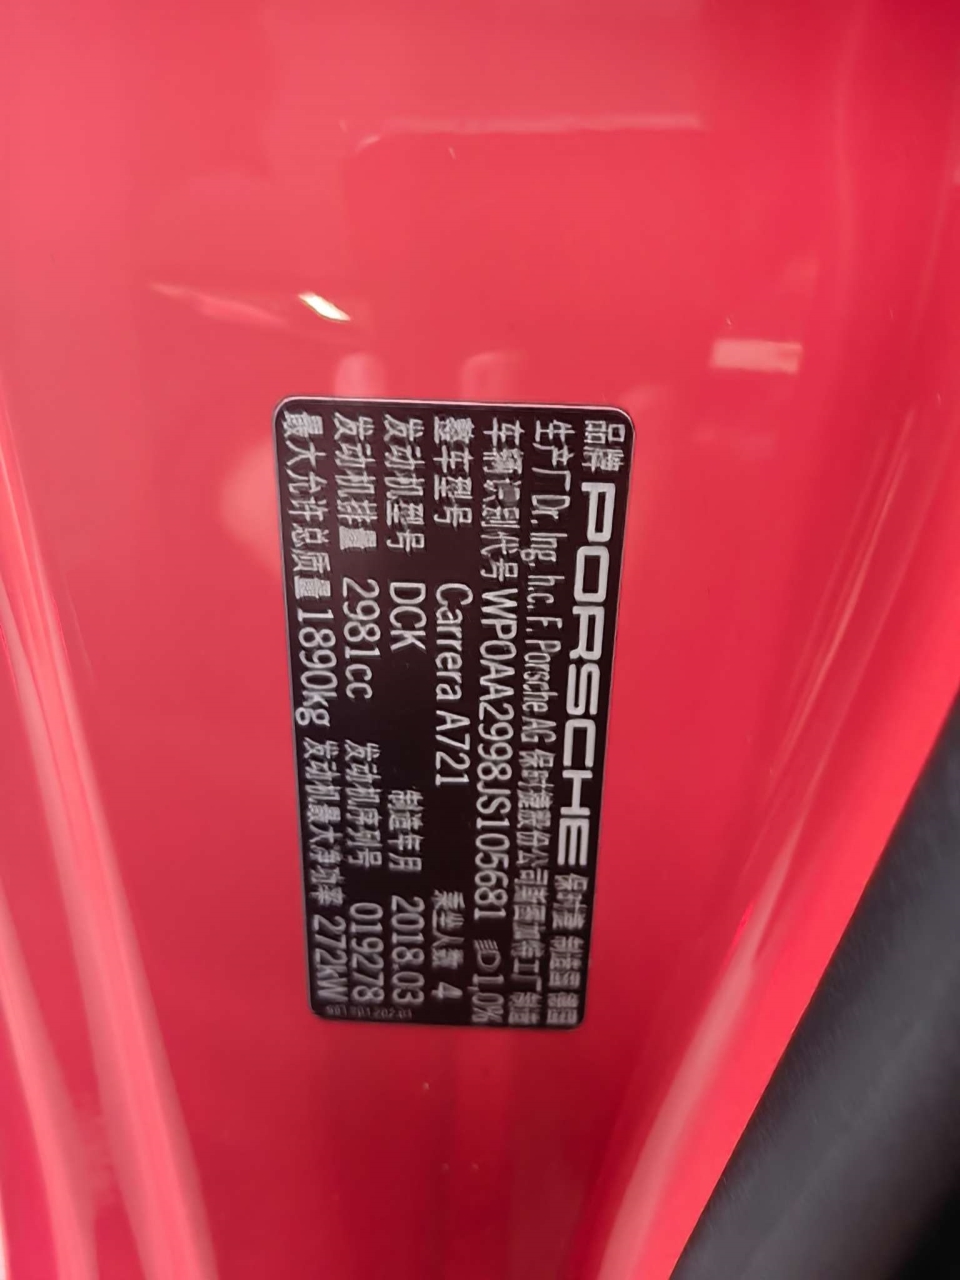 品牌 PORSCHE 保时捷 制造国 德国
生产厂 Dr. Ing. h.c. F. Porsche AG 保时捷股份公司斯图加特工厂 制造
车辆识别代号 WP0AA2998JS105681 1,0%
整车型号 Carrera A721 乘坐人数 4
发动机型号 DCK 制造年月 2018.03
发动机排量 2981cc 发动机序列号 019278
最大允许总质量 1890kg 发动机最大净功率 272kW